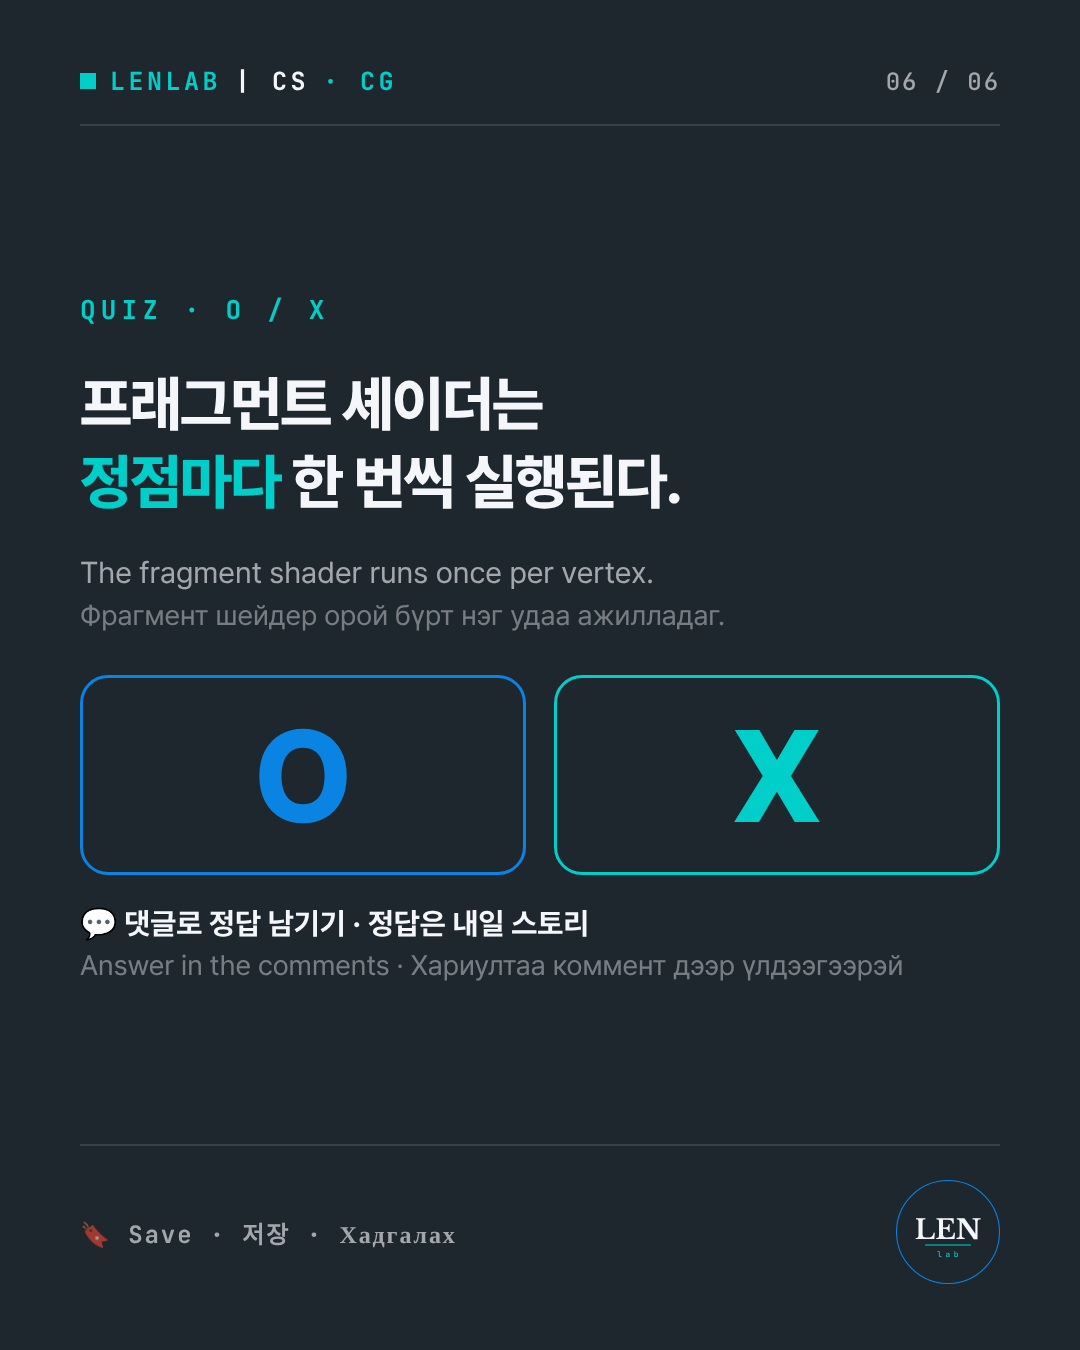 LENLAB | CS · CG
06 / 06
QUIZ · O / X
프래그먼트 셰이더는
정점마다 한 번씩 실행된다.
The fragment shader runs once per vertex.
Фрагмент шейдер орой бүрт нэг удаа ажилладаг.
O
X
💬 댓글로 정답 남기기 · 정답은 내일 스토리
Answer in the comments · Хариултаа коммент дээр үлдээгээрэй
🔖 Save · 저장 · Хадгалах
LEN
lab